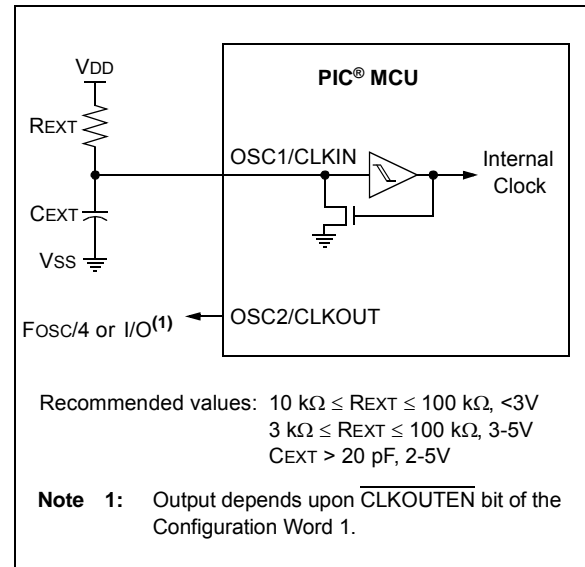 VDD
PIC® MCU
REXT
OSC1/CLKIN
Internal
Clock
CEXT
VSS
OSC2/CLKOUT
FOSC/4 or I/O(1)
Recommended values: 10 kΩ ≤ REXT ≤ 100 kΩ, <3V
3 kΩ ≤ REXT ≤ 100 kΩ, 3-5V
CEXT > 20 pF, 2-5V
Note 1: Output depends upon CLKOUTEN bit of the
Configuration Word 1.